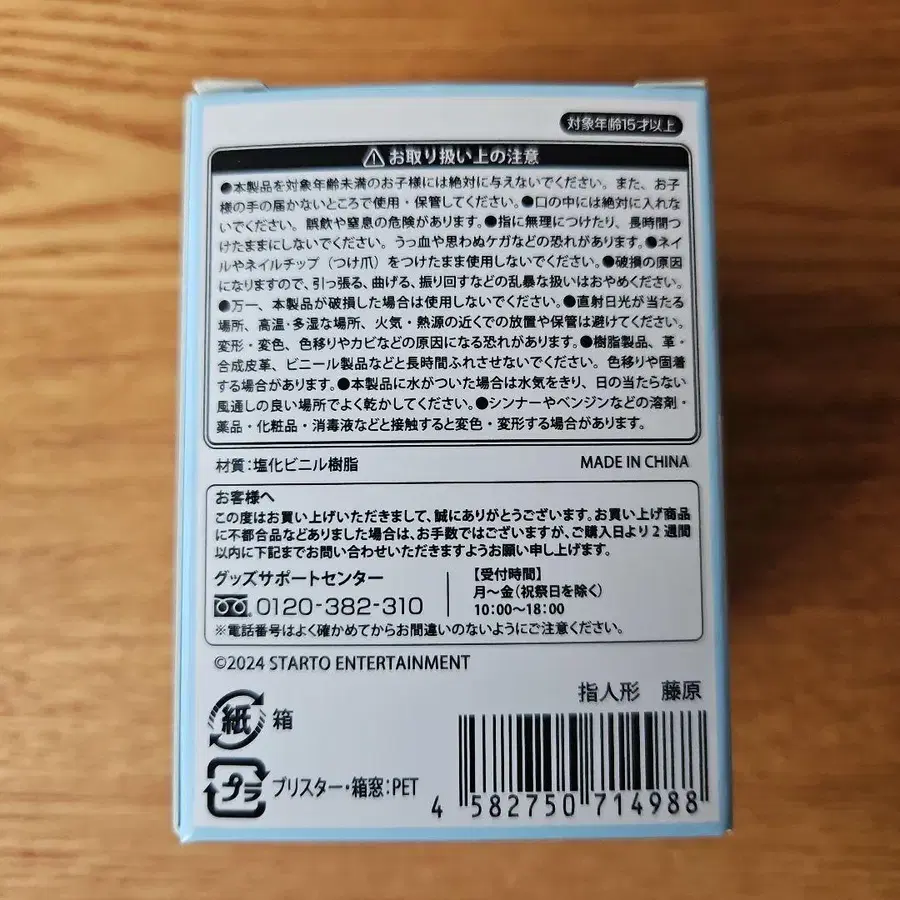 対象年齢15才以上
⚠お取り扱い上の注意
●本製品を対象年齢未満のお子様には絶対に与えないでください。また、お子
様の手の届かないところで使用・保管してください。●口の中には絶対に入れな
いでください。誤飲や窒息の危険があります。●指に無理につけたり、長時間つ
けたままにしないでください。うっ血や思わぬケガなどの恐れがあります。●ネイ
ルやネイルチップ（つけ爪）をつけたまま使用しないでください。●破損の原因
になりますので、引っ張る、曲げる、振り回すなどの乱暴な扱いはおやめください。
●万一、本製品が破損した場合は使用しないでください。●直射日光が当たる
場所、高温・多湿な場所、火気・熱源の近くでの放置や保管は避けてください。
変形・変色、色移りやカビなどの原因になる恐れがあります。●樹脂製品、革・
合成皮革、ビニール製品などと長時間ふれさせないでください。色移りや固着
する場合があります。●本製品に水がついた場合は水気をきり、日の当たらない
風通しの良い場所でよく乾かしてください。●シンナーやベンジンなどの溶剤・
薬品・化粧品・消毒液などと接触すると変色・変形する場合があります。
材質：塩化ビニル樹脂 MADE IN CHINA
お客様へ
この度はお買い上げいただきまして、誠にありがとうございます。お買い上げ商品
に不都合品などありました場合は、お手数ではございますが、ご購入日より2週間
以内に下記までお問い合わせいただきますようお願い申し上げます。
グッズサポートセンター
0120-382-310
【受付時間】
月〜金（祝祭日を除く）
10:00〜18:00
※電話番号はよく確かめてからお間違いのないようにご注意ください。
©2024 STARTO ENTERTAINMENT
指人形 藤原
紙 箱
プラ ブリスター・箱窓：PET
4 582750 714988